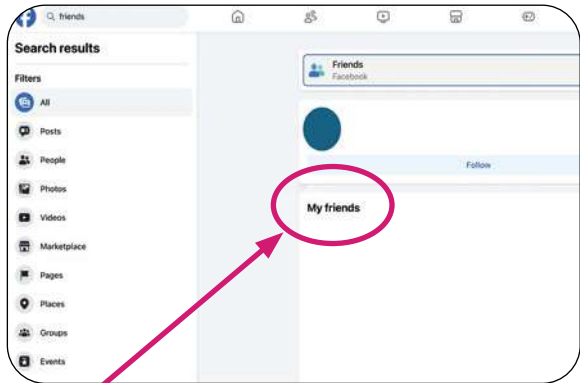 friends
Search results
Filters
All
Posts
People
Photos
Videos
Marketplace
Pages
Places
Groups
Events
Friends
Facebook
Follow
My friends